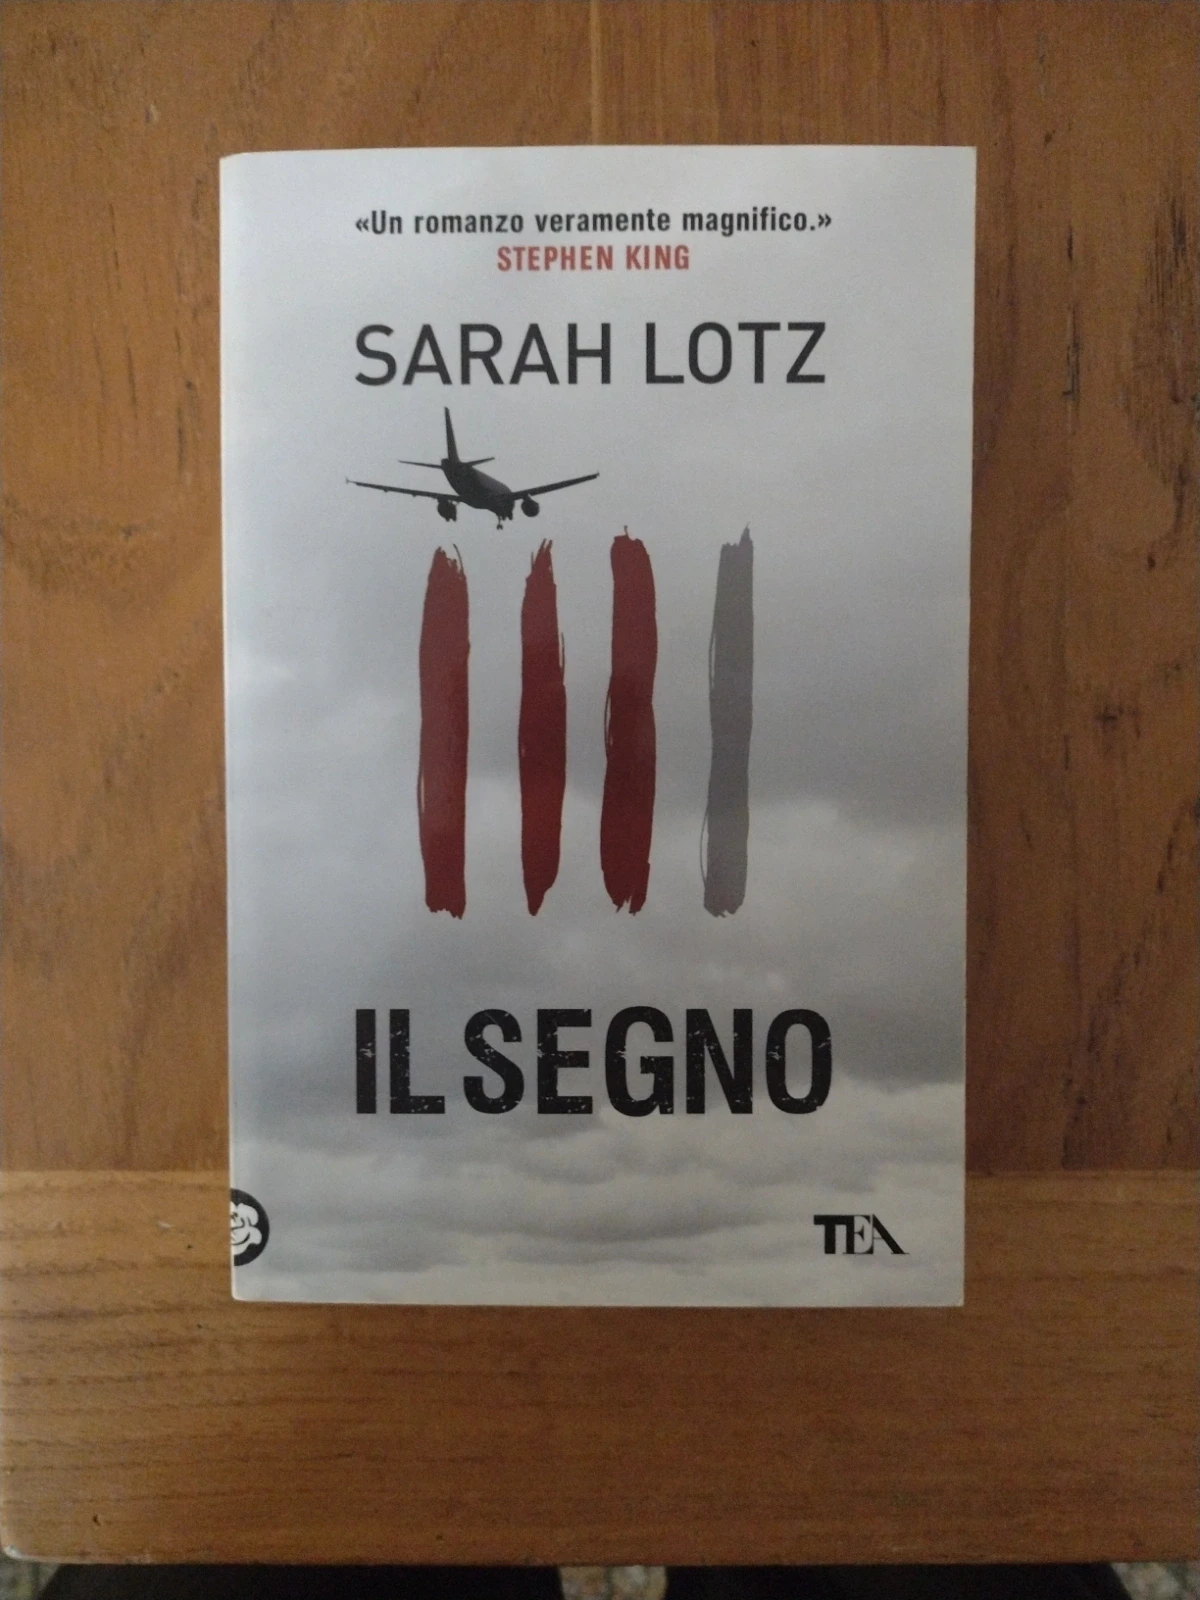 «Un romanzo veramente magnifico.»
STEPHEN KING
SARAH LOTZ
IL SEGNO
TEA